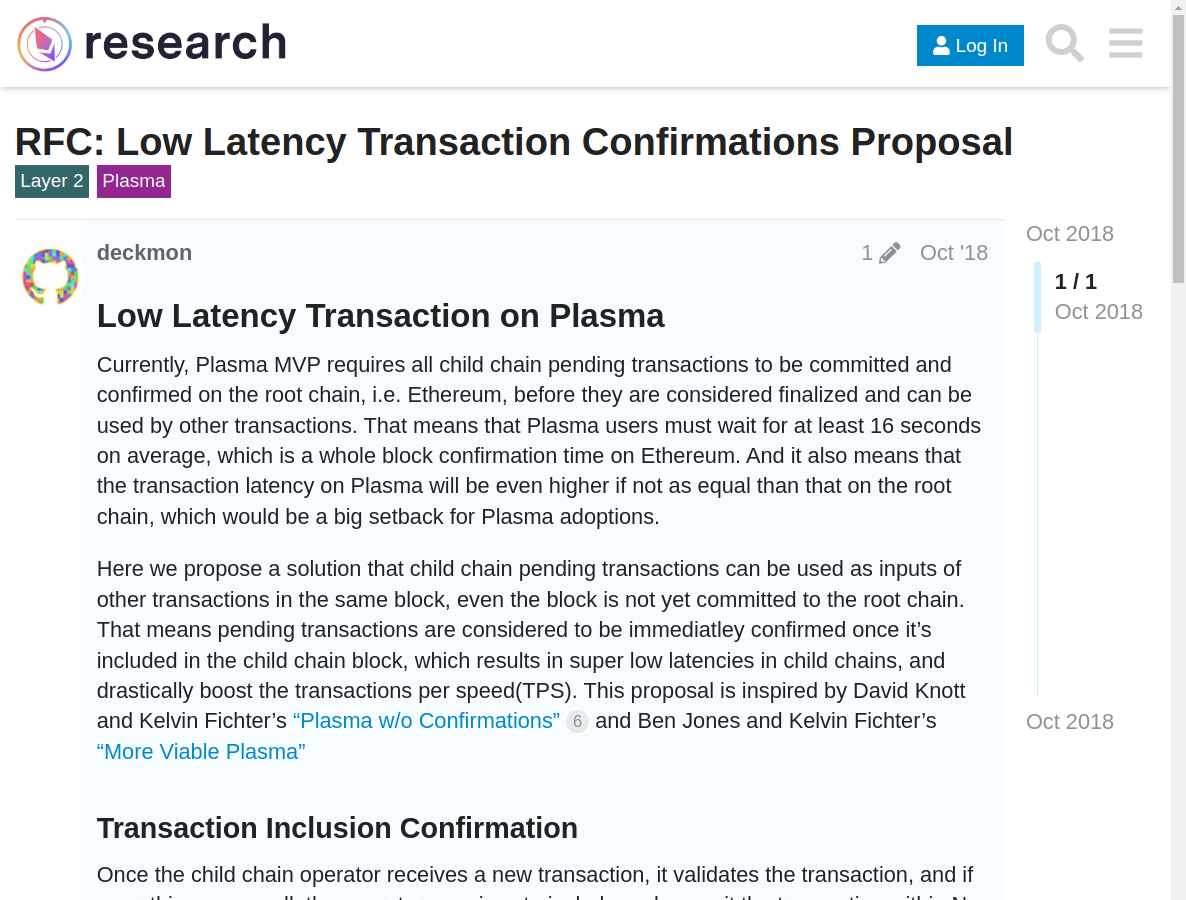 research
Log In
RFC: Low Latency Transaction Confirmations Proposal
Layer 2 Plasma
deckmon 1 Oct '18
Oct 2018
1 / 1
Oct 2018
Low Latency Transaction on Plasma
Currently, Plasma MVP requires all child chain pending transactions to be committed and
confirmed on the root chain, i.e. Ethereum, before they are considered finalized and can be
used by other transactions. That means that Plasma users must wait for at least 16 seconds
on average, which is a whole block confirmation time on Ethereum. And it also means that
the transaction latency on Plasma will be even higher if not as equal than that on the root
chain, which would be a big setback for Plasma adoptions.
Here we propose a solution that child chain pending transactions can be used as inputs of
other transactions in the same block, even the block is not yet committed to the root chain.
That means pending transactions are considered to be immediatley confirmed once it’s
included in the child chain block, which results in super low latencies in child chains, and
drastically boost the transactions per speed(TPS). This proposal is inspired by David Knott
and Kelvin Fichter’s “Plasma w/o Confirmations” 6 and Ben Jones and Kelvin Fichter’s
“More Viable Plasma”
Oct 2018
Transaction Inclusion Confirmation
Once the child chain operator receives a new transaction, it validates the transaction, and if